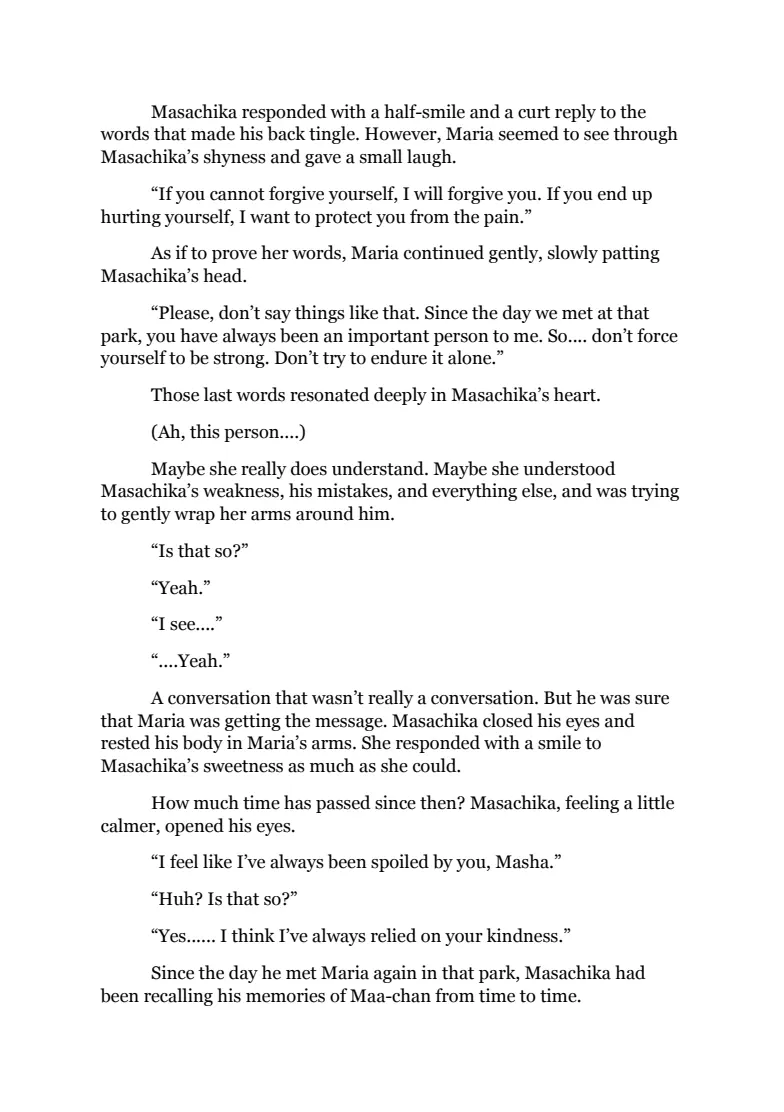 Masachika responded with a half-smile and a curt reply to the
words that made his back tingle. However, Maria seemed to see through
Masachika’s shyness and gave a small laugh.
“If you cannot forgive yourself, I will forgive you. If you end up
hurting yourself, I want to protect you from the pain.”
As if to prove her words, Maria continued gently, slowly patting
Masachika’s head.
“Please, don’t say things like that. Since the day we met at that
park, you have always been an important person to me. So.... don’t force
yourself to be strong. Don’t try to endure it alone.”
Those last words resonated deeply in Masachika’s heart.
(Ah, this person....)
Maybe she really does understand. Maybe she understood
Masachika’s weakness, his mistakes, and everything else, and was trying
to gently wrap her arms around him.
“Is that so?”
“Yeah.”
“I see....”
“....Yeah.”
A conversation that wasn’t really a conversation. But he was sure
that Maria was getting the message. Masachika closed his eyes and
rested his body in Maria’s arms. She responded with a smile to
Masachika’s sweetness as much as she could.
How much time has passed since then? Masachika, feeling a little
calmer, opened his eyes.
“I feel like I’ve always been spoiled by you, Masha.”
“Huh? Is that so?”
“Yes...... I think I’ve always relied on your kindness.”
Since the day he met Maria again in that park, Masachika had
been recalling his memories of Maa-chan from time to time.